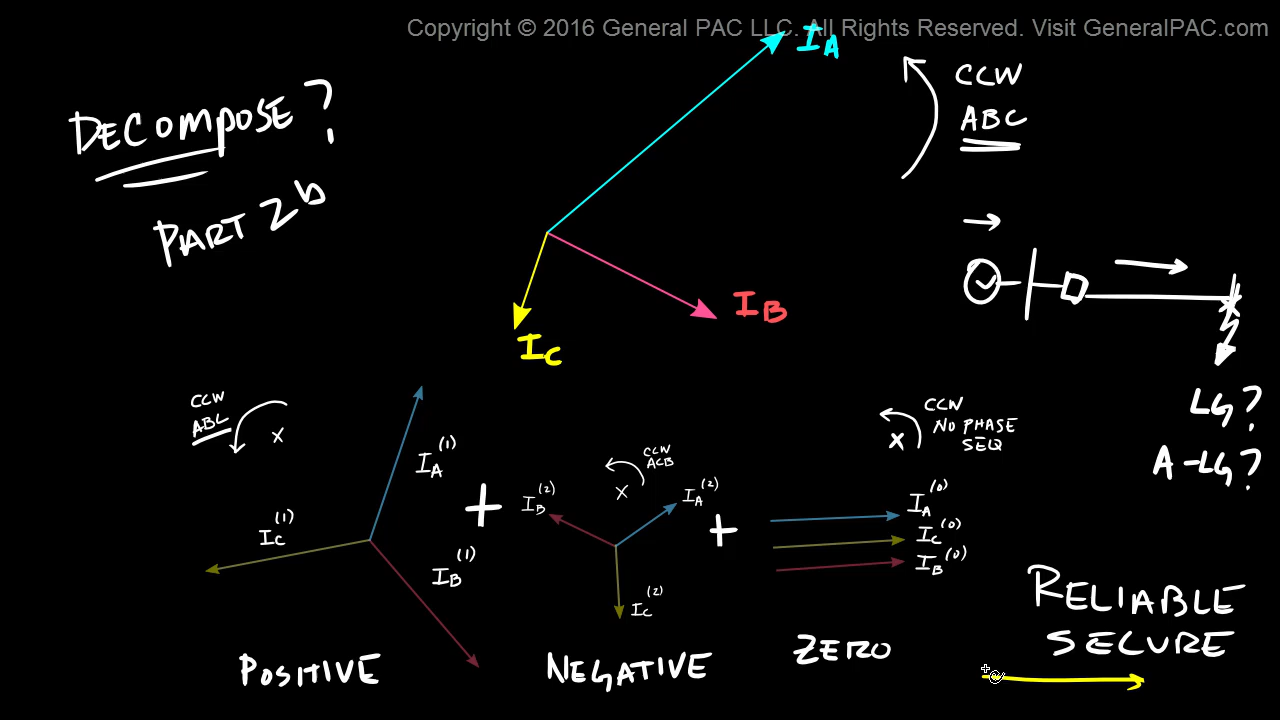 Copyright © 2016 General PAC LLC. All Rights Reserved. Visit GeneralPAC.com
DECOMPOSE?
PART 2b
IA
IB
IC
CCW
ABC
LG?
A-LG?
CCW
ABC
x
IA(1)
IC(1)
IB(1)
POSITIVE
+
CCW
ACB
x
IB(2)
IA(2)
IC(2)
NEGATIVE
+
CCW
NO PHASE
SEQ
x
IA(0)
IC(0)
IB(0)
ZERO
RELIABLE
SECURE